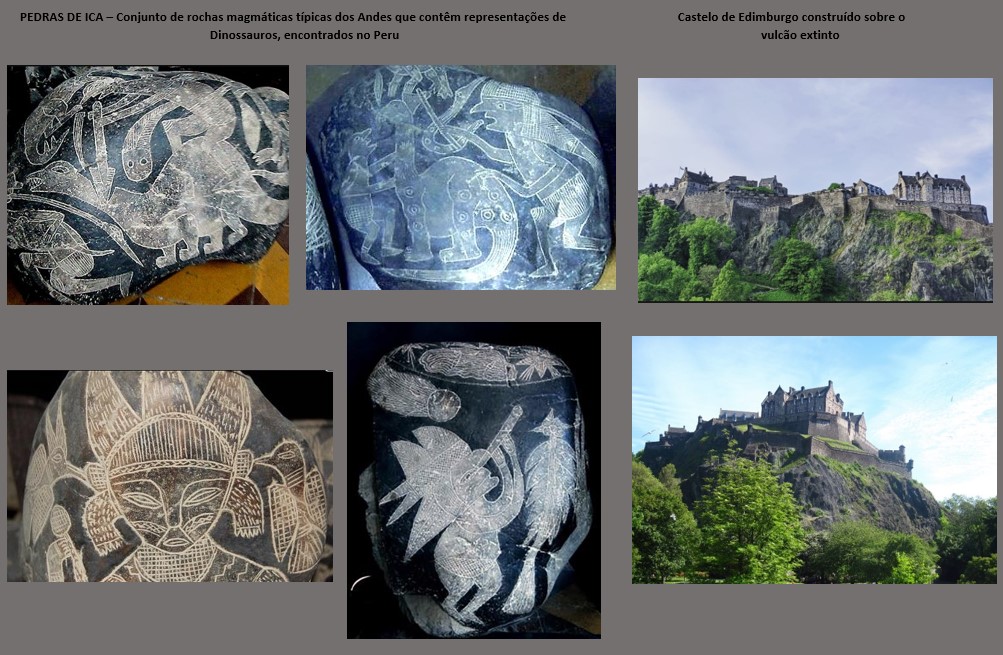 PEDRAS DE ICA – Conjunto de rochas magmáticas típicas dos Andes que contêm representações de
Dinossauros, encontrados no Peru
Castelo de Edimburgo construído sobre o
vulcão extinto